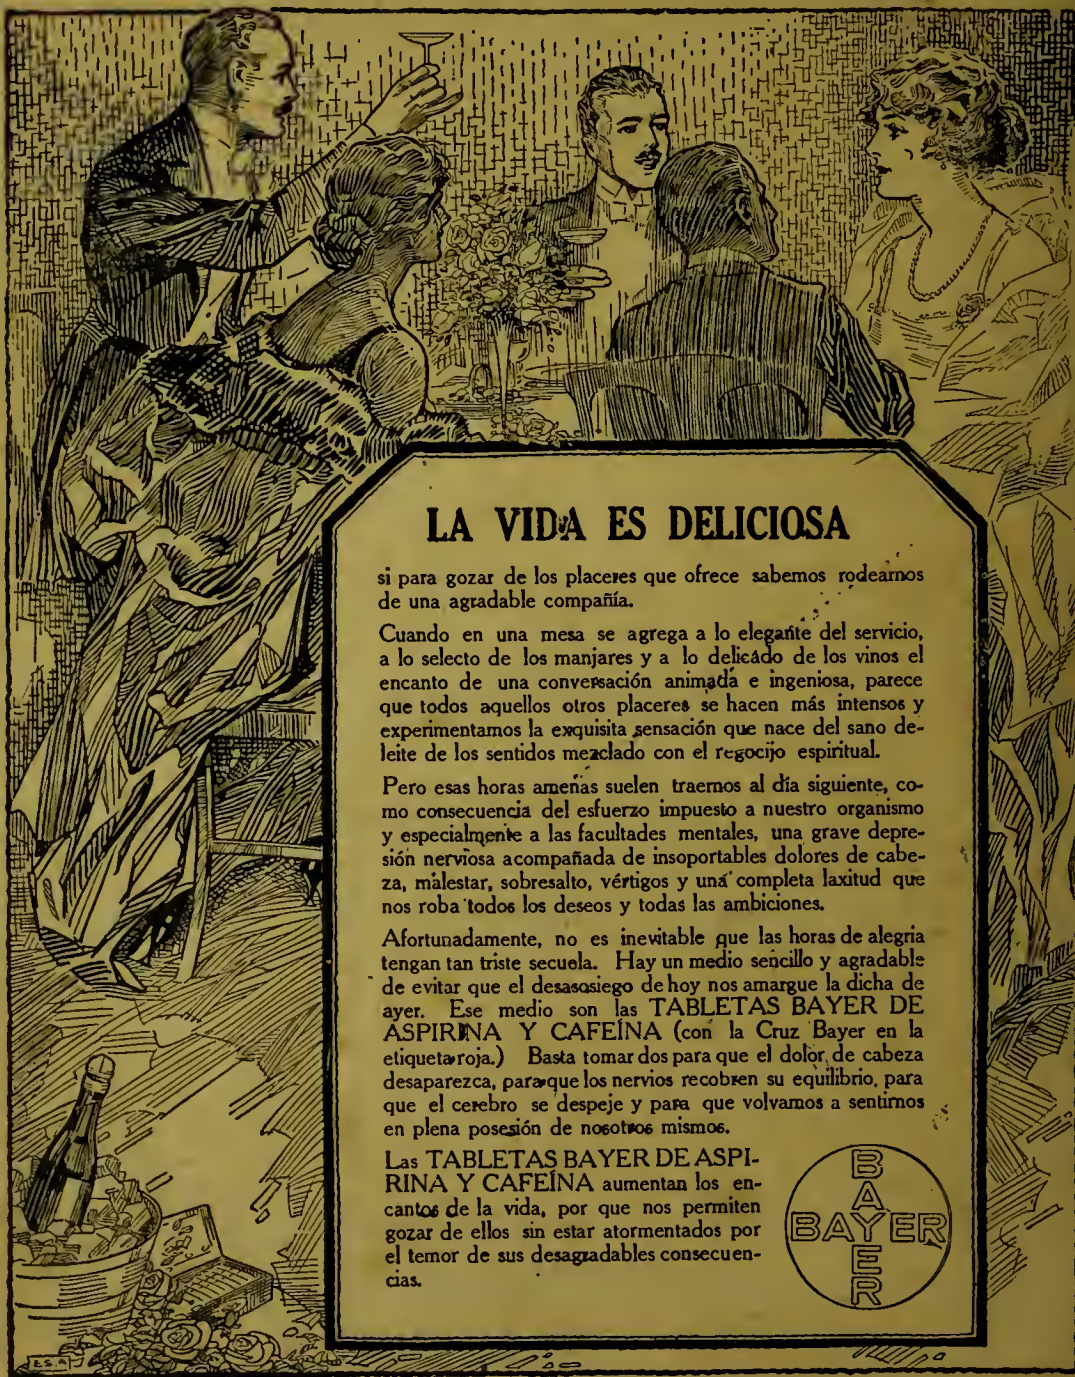 LA VIDA ES DELICIOSA
si para gozar de los placeres que ofrece sabemos rodearnos
de una agradable compañía.
Cuando en una mesa se agrega a lo elegante del servicio,
a lo selecto de los manjares y a lo delicado de los vinos el
encanto de una conversación animada e ingeniosa, parece
que todos aquellos otros placeres se hacen más intensos y
experimentamos la exquisita sensación que nace del sano de-
leite de los sentidos mezclado con el regocijo espiritual.
Pero esas horas amenas suelen traernos al día siguiente, co-
mo consecuencia del esfuerzo impuesto a nuestro organismo
y especialmente a las facultades mentales, una grave depre-
sión nerviosa acompañada de insoportables dolores de cabe-
za, malestar, sobresalto, vértigos y una completa laxitud que
nos roba todos los deseos y todas las ambiciones.
Afortunadamente, no es inevitable que las horas de alegria
tengan tan triste secuela. Hay un medio sencillo y agradable
de evitar que el desasosiego de hoy nos amargue la dicha de
ayer. Ese medio son las TABLETAS BAYER DE
ASPIRINA Y CAFEÍNA (con la Cruz Bayer en la
etiqueta roja.) Basta tomar dos para que el dolor de cabeza
desaparezca, para que los nervios recobren su equilibrio, para
que el cerebro se despeje y para que volvamos a sentirnos
en plena posesión de nosotros mismos.
Las TABLETAS BAYER DE ASPI-
RINA Y CAFEÍNA aumentan los en-
cantos de la vida, por que nos permiten
gozar de ellos sin estar atormentados por
el temor de sus desagradables consecuen-
cias.
BAYER
BAYER
E.S.A.